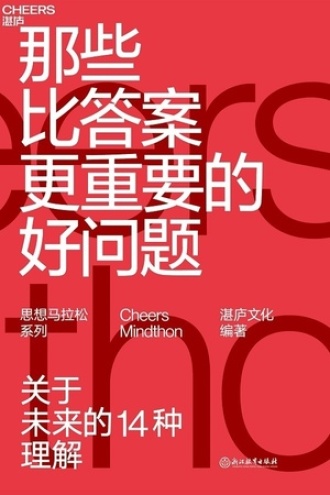 CHEERS
湛庐
那些
比答案
更重要的
好问题
eers
思想马拉松
系列
Cheers
Mindthon
湛庐文化
编著
tho
关于
未来的14种
理解
浙江教育出版社